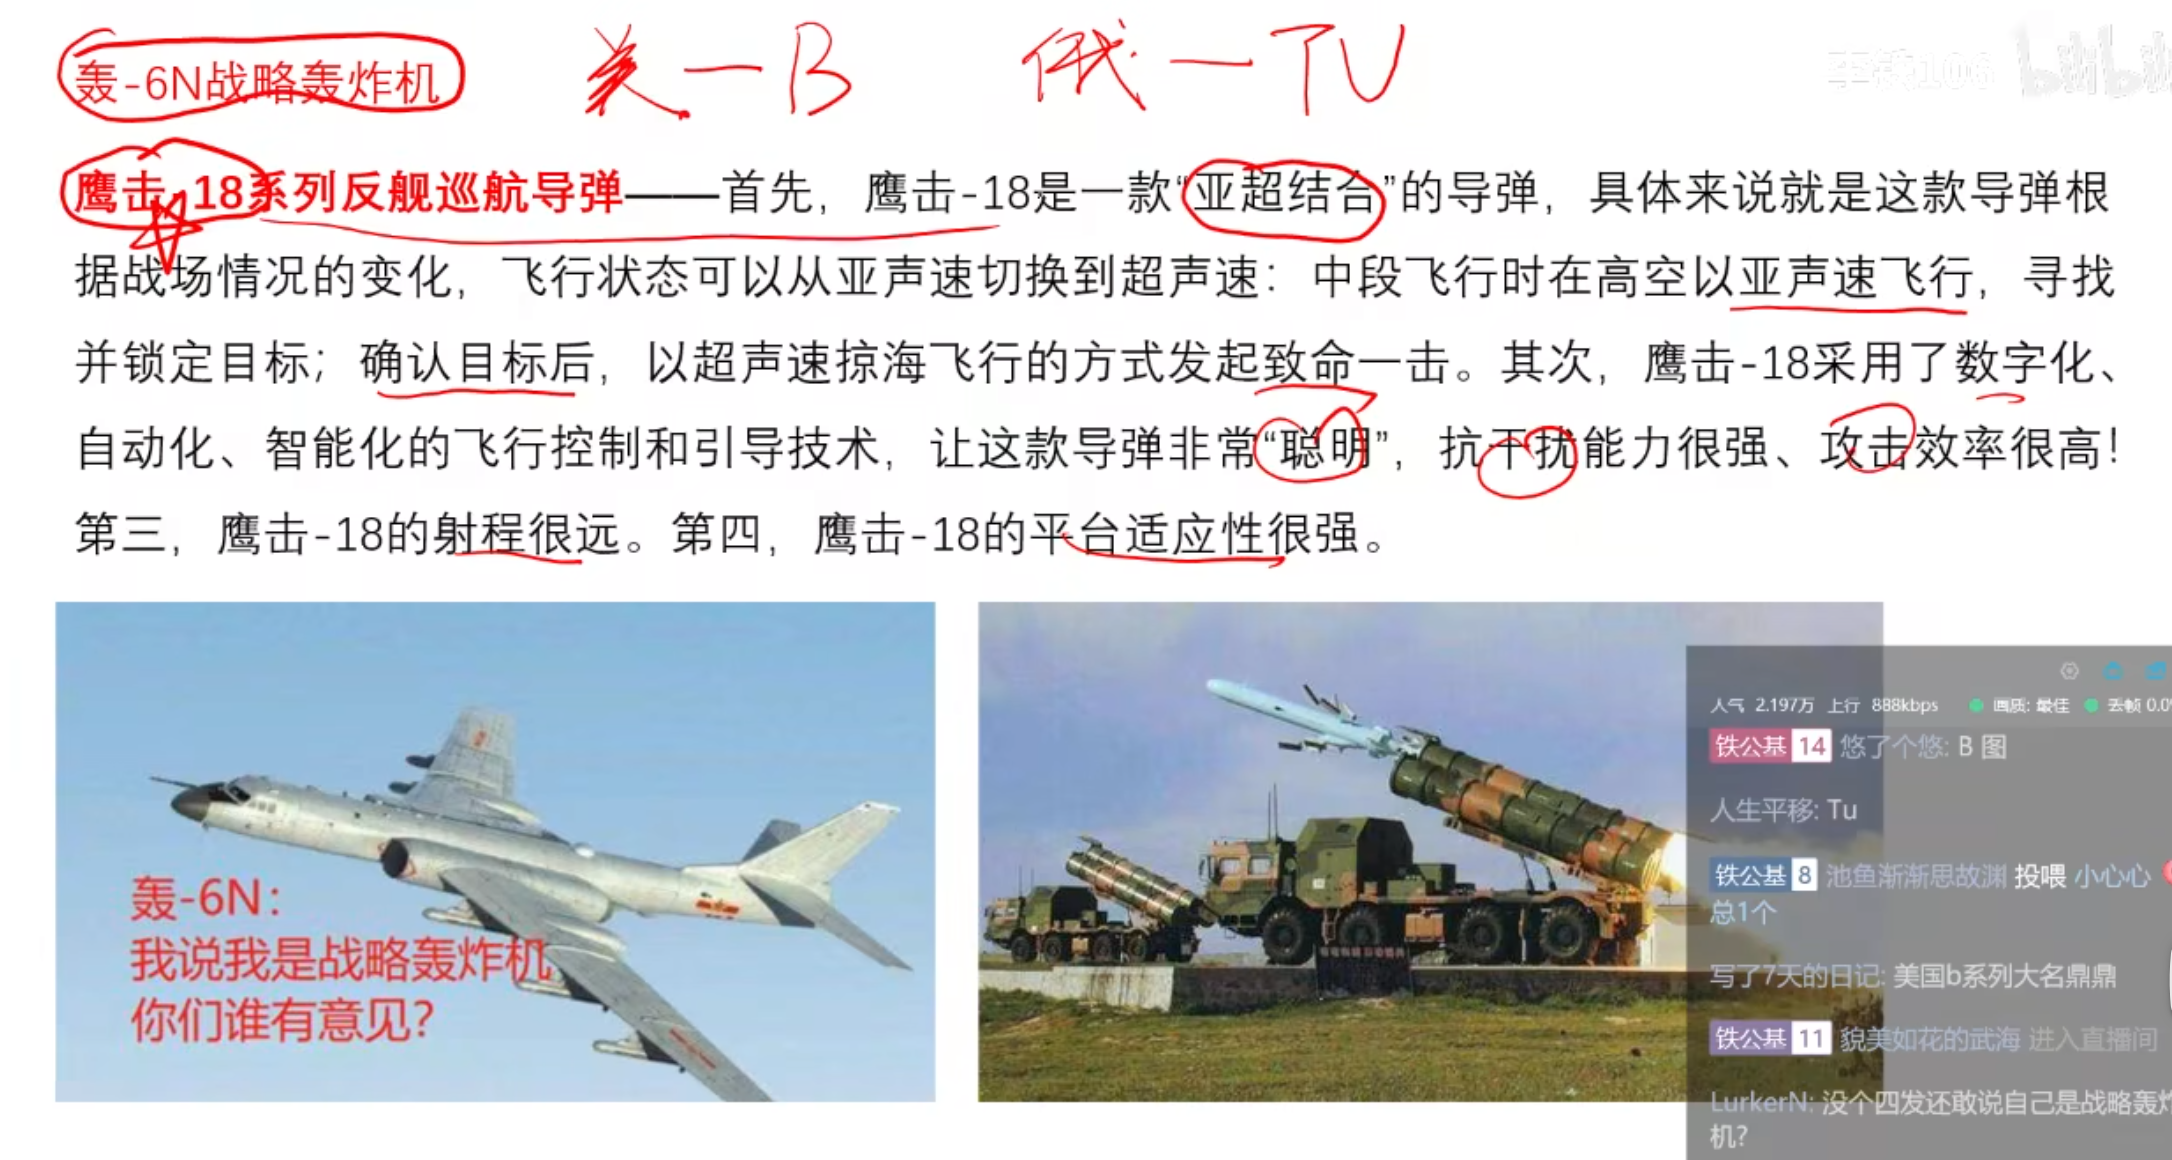 轰-6N战略轰炸机
美-B 俄-TU
bilibili
鹰击-18系列反舰巡航导弹——首先，鹰击-18是一款“亚超结合”的导弹，具体来说就是这款导弹根
据战场情况的变化，飞行状态可以从亚声速切换到超声速：中段飞行时在高空以亚声速飞行，寻找
并锁定目标；确认目标后，以超声速掠海飞行的方式发起致命一击。其次，鹰击-18采用了数字化、
自动化、智能化的飞行控制和引导技术，让这款导弹非常“聪明”，抗干扰能力很强、攻击效率很高！
第三，鹰击-18的射程很远。第四，鹰击-18的平台适应性很强。
轰-6N：
我说我是战略轰炸机
你们谁有意见？
人气 2.197万 上行 888kbps 画质: 最佳 丢帧 0.0
铁公基 14 悠了个悠: B 图
人生平移: Tu
铁公基 8 池鱼渐渐思故渊 投喂 小心心
总1个
写了7天的日记: 美国b系列大名鼎鼎
铁公基 11 貌美如花的武海 进入直播间
LurkerN: 没个四发还敢说自己是战略轰炸
机?